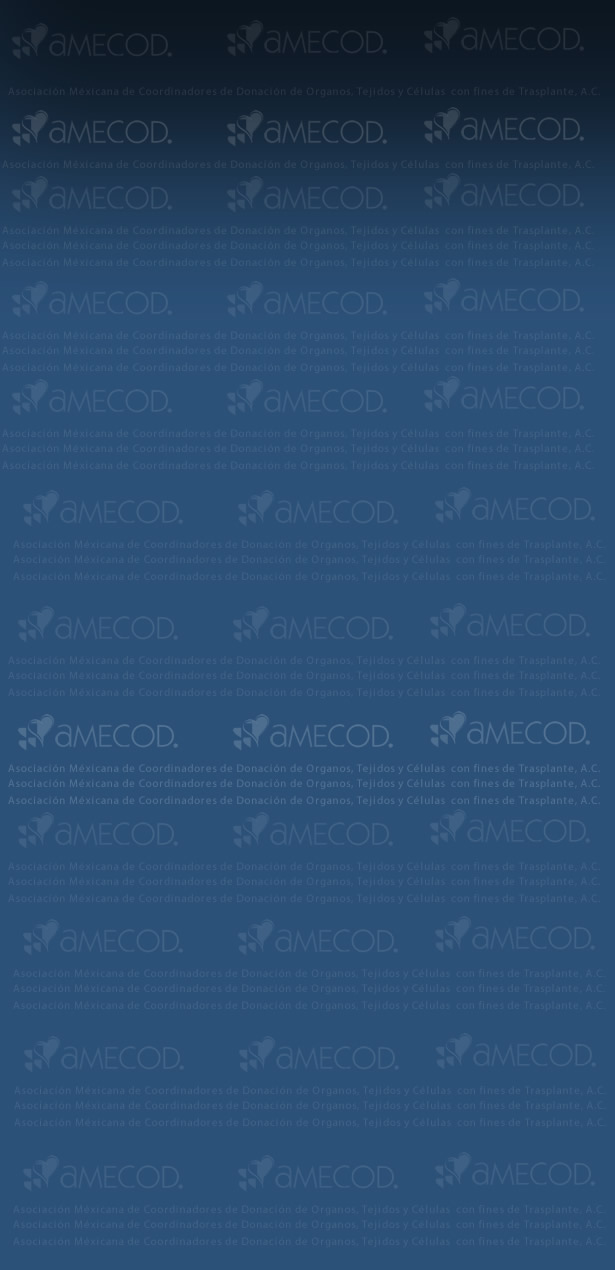 aMECOD. aMECOD. aMECOD.
Asociación Méxicana de Coordinadores de Donación de Organos, Tejidos y Células con fines de Trasplante, A.C.
aMECOD. aMECOD. aMECOD.
Asociación Méxicana de Coordinadores de Donación de Organos, Tejidos y Células con fines de Trasplante, A.C.
aMECOD. aMECOD. aMECOD.
Asociación Méxicana de Coordinadores de Donación de Organos, Tejidos y Células con fines de Trasplante, A.C.
Asociación Méxicana de Coordinadores de Donación de Organos, Tejidos y Células con fines de Trasplante, A.C.
Asociación Méxicana de Coordinadores de Donación de Organos, Tejidos y Células con fines de Trasplante, A.C.
aMECOD. aMECOD. aMECOD.
Asociación Méxicana de Coordinadores de Donación de Organos, Tejidos y Células con fines de Trasplante, A.C.
Asociación Méxicana de Coordinadores de Donación de Organos, Tejidos y Células con fines de Trasplante, A.C.
Asociación Méxicana de Coordinadores de Donación de Organos, Tejidos y Células con fines de Trasplante, A.C.
aMECOD. aMECOD. aMECOD.
Asociación Méxicana de Coordinadores de Donación de Organos, Tejidos y Células con fines de Trasplante, A.C.
Asociación Méxicana de Coordinadores de Donación de Organos, Tejidos y Células con fines de Trasplante, A.C.
Asociación Méxicana de Coordinadores de Donación de Organos, Tejidos y Células con fines de Trasplante, A.C.
aMECOD. aMECOD. aMECOD.
Asociación Méxicana de Coordinadores de Donación de Organos, Tejidos y Células con fines de Trasplante, A.C.
Asociación Méxicana de Coordinadores de Donación de Organos, Tejidos y Células con fines de Trasplante, A.C.
Asociación Méxicana de Coordinadores de Donación de Organos, Tejidos y Células con fines de Trasplante, A.C.
aMECOD. aMECOD. aMECOD.
Asociación Méxicana de Coordinadores de Donación de Organos, Tejidos y Células con fines de Trasplante, A.C.
Asociación Méxicana de Coordinadores de Donación de Organos, Tejidos y Células con fines de Trasplante, A.C.
Asociación Méxicana de Coordinadores de Donación de Organos, Tejidos y Células con fines de Trasplante, A.C.
aMECOD. aMECOD. aMECOD.
Asociación Méxicana de Coordinadores de Donación de Organos, Tejidos y Células con fines de Trasplante, A.C.
Asociación Méxicana de Coordinadores de Donación de Organos, Tejidos y Células con fines de Trasplante, A.C.
Asociación Méxicana de Coordinadores de Donación de Organos, Tejidos y Células con fines de Trasplante, A.C.
aMECOD. aMECOD. aMECOD.
Asociación Méxicana de Coordinadores de Donación de Organos, Tejidos y Células con fines de Trasplante, A.C.
Asociación Méxicana de Coordinadores de Donación de Organos, Tejidos y Células con fines de Trasplante, A.C.
Asociación Méxicana de Coordinadores de Donación de Organos, Tejidos y Células con fines de Trasplante, A.C.
aMECOD. aMECOD. aMECOD.
Asociación Méxicana de Coordinadores de Donación de Organos, Tejidos y Células con fines de Trasplante, A.C.
Asociación Méxicana de Coordinadores de Donación de Organos, Tejidos y Células con fines de Trasplante, A.C.
Asociación Méxicana de Coordinadores de Donación de Organos, Tejidos y Células con fines de Trasplante, A.C.
aMECOD. aMECOD. aMECOD.
Asociación Méxicana de Coordinadores de Donación de Organos, Tejidos y Células con fines de Trasplante, A.C.
Asociación Méxicana de Coordinadores de Donación de Organos, Tejidos y Células con fines de Trasplante, A.C.
Asociación Méxicana de Coordinadores de Donación de Organos, Tejidos y Células con fines de Trasplante, A.C.
aMECOD. aMECOD. aMECOD.
Asociación Méxicana de Coordinadores de Donación de Organos, Tejidos y Células con fines de Trasplante, A.C.
Asociación Méxicana de Coordinadores de Donación de Organos, Tejidos y Células con fines de Trasplante, A.C.
Asociación Méxicana de Coordinadores de Donación de Organos, Tejidos y Células con fines de Trasplante, A.C.